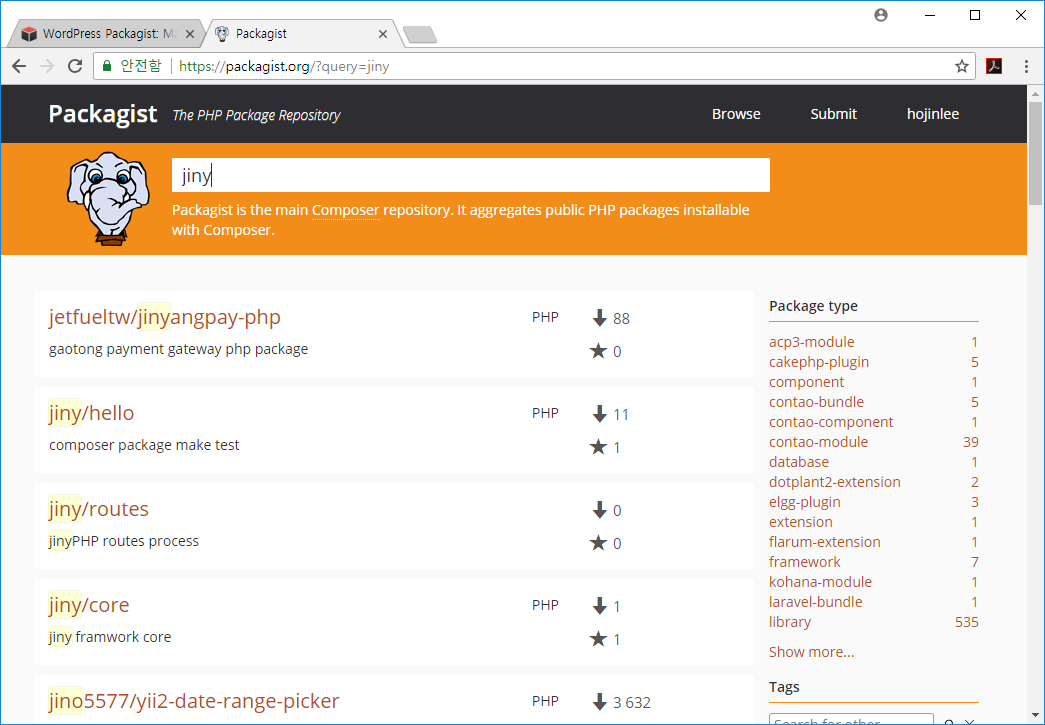 WordPress Packagist: Ma
Packagist
안전함 https://packagist.org/?query=jiny
Packagist The PHP Package Repository Browse Submit hojinlee
jiny
Packagist is the main Composer repository. It aggregates public PHP packages installable
with Composer.
jetfueltw/jinyangpay-php PHP 88
gaotong payment gateway php package 0
jiny/hello PHP 11
composer package make test 1
jiny/routes 0
jinyPHP routes process 0
jiny/core PHP 1
jiny framwork core 1
jino5577/yii2-date-range-picker PHP 3 632
Package type
acp3-module 1
cakephp-plugin 5
component 1
contao-bundle 5
contao-component 1
contao-module 39
database 1
dotplant2-extension 2
elgg-plugin 3
extension 1
flarum-extension 1
framework 7
kohana-module 1
laravel-bundle 1
library 535
Show more...
Tags
Search for other